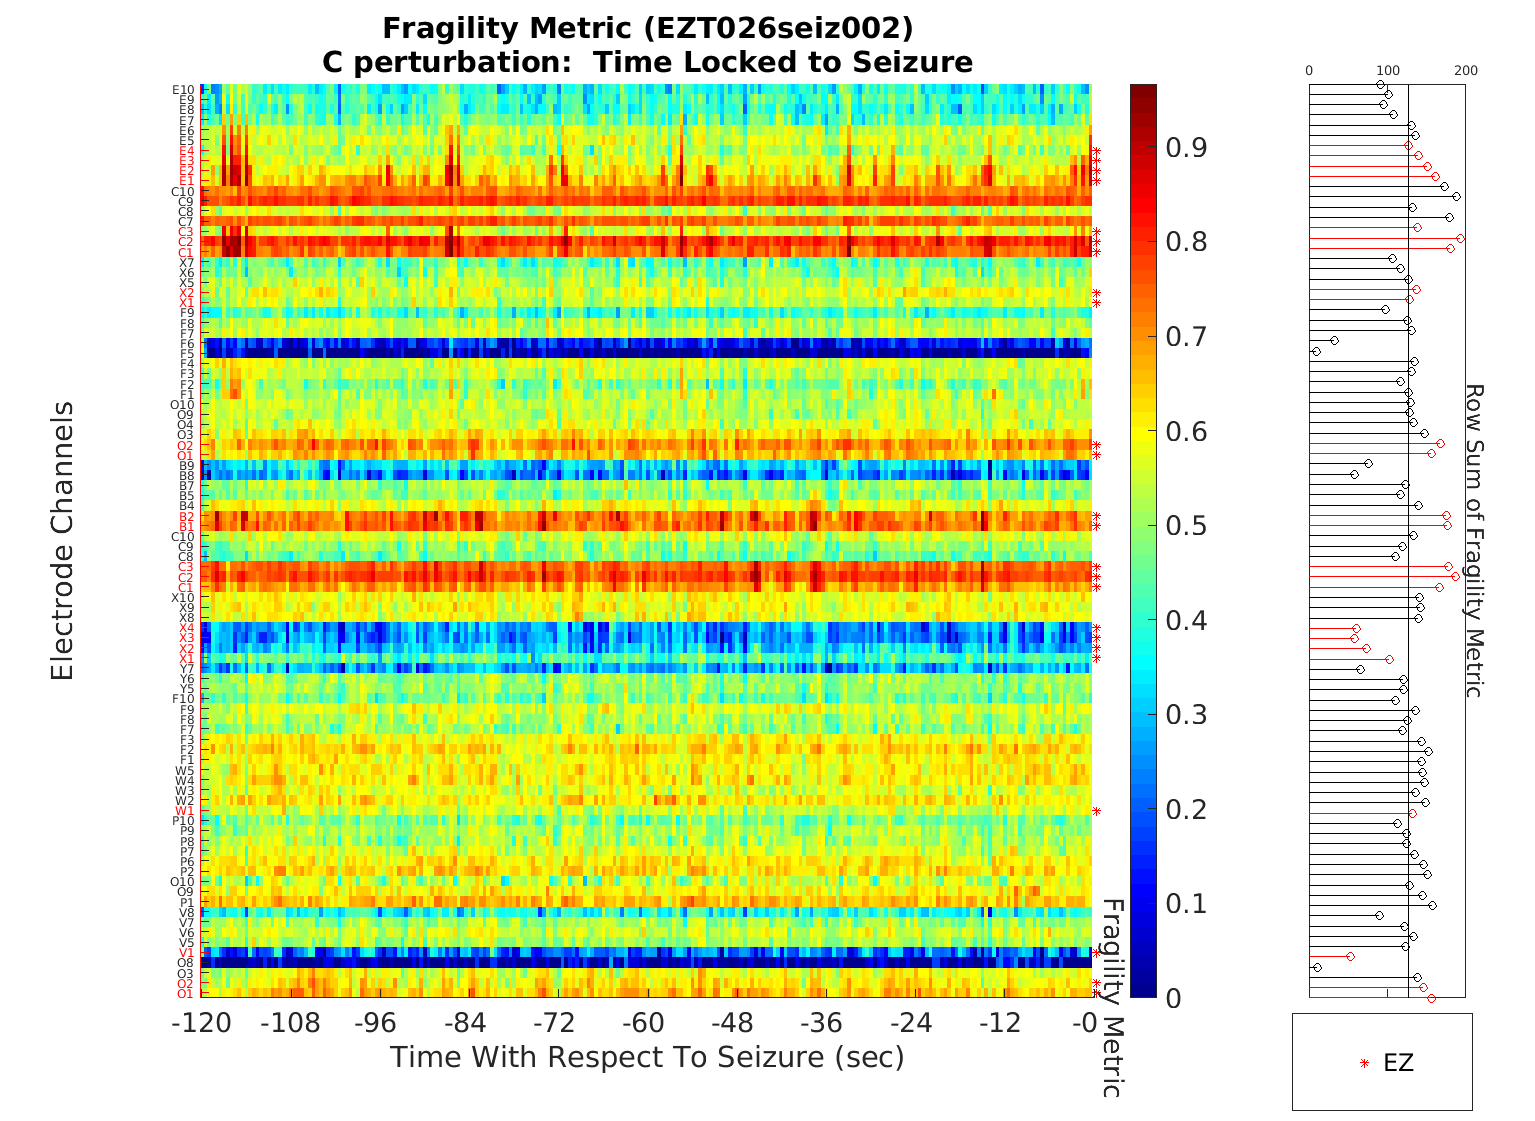 Fragility Metric (EZT026seiz002)
C perturbation:  Time Locked to Seizure
Electrode Channels
E10
E9
E8
E7
E6
E5
E4
E3
E2
E1
C10
C9
C8
C7
C3
C2
C1
X7
X6
X5
X2
X1
F9
F8
F7
F6
F5
F4
F3
F2
F1
O10
O9
O4
O3
O2
O1
B9
B8
B7
B5
B4
B2
B1
C10
C9
C8
C3
C2
C1
X10
X9
X8
X4
X3
X2
X1
Y7
Y6
Y5
F10
F9
F8
F7
F3
F2
F1
W5
W4
W3
W2
W1
P10
P9
P8
P7
P6
P2
O10
O9
P1
V8
V7
V6
V5
V1
O8
O3
O2
O1
-120 -108 -96 -84 -72 -60 -48 -36 -24 -12 -0
Time With Respect To Seizure (sec)
0.9
0.8
0.7
0.6
0.5
0.4
0.3
0.2
0.1
0
Fragility Metric
0 100 200
Row Sum of Fragility Metric
EZ